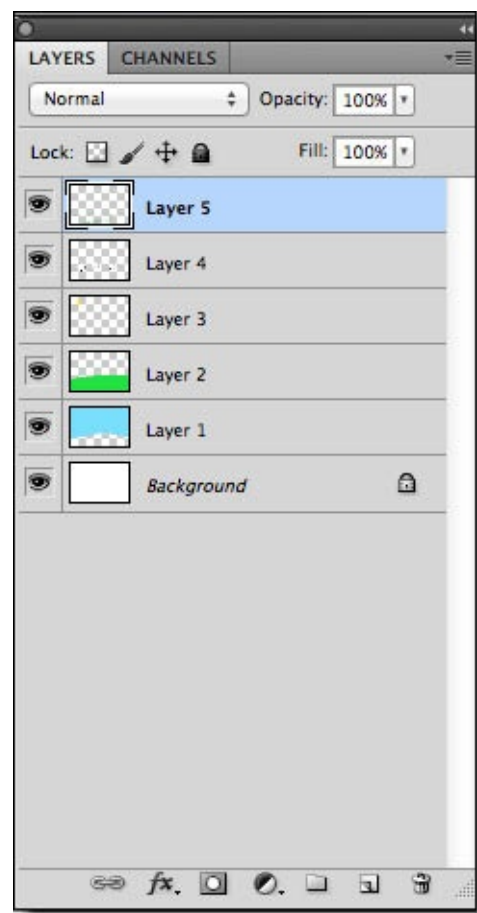 LAYERS CHANNELS
Normal Opacity: 100%
Lock: Fill: 100%
Layer 5
Layer 4
Layer 3
Layer 2
Layer 1
Background
fx.